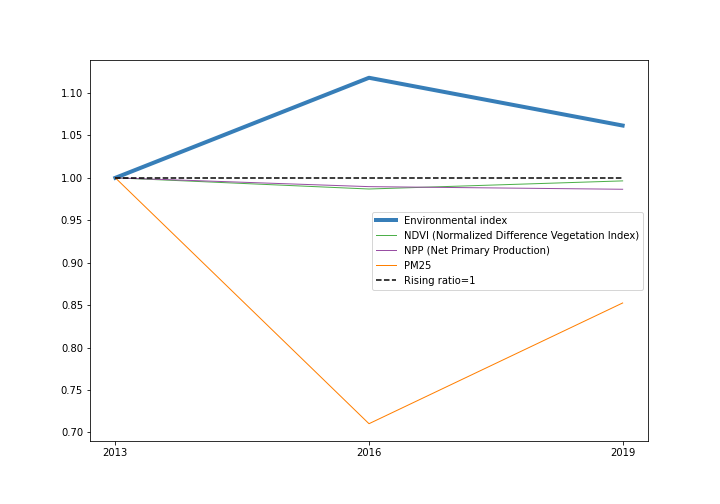 1.10
1.05
1.00
0.95
0.90
0.85
0.80
0.75
0.70
Environmental index
NDVI (Normalized Difference Vegetation Index)
NPP (Net Primary Production)
PM25
Rising ratio=1
2013 2016 2019